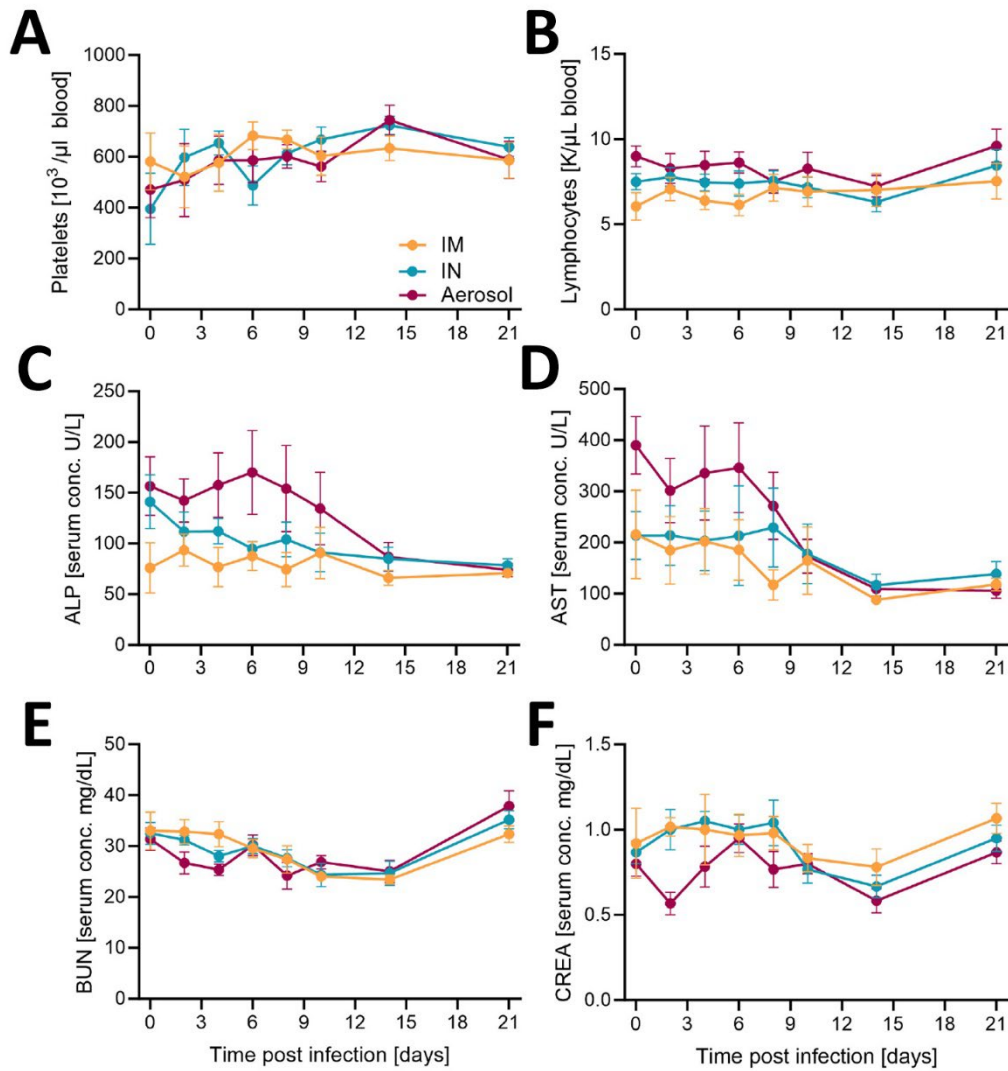 A
Platelets [10³/µl blood]
1000
800
600
400
200
0
0 3 6 9 12 15 18 21
IM
IN
Aerosol
B
Lymphocytes [K/µL blood]
15
10
5
0
0 3 6 9 12 15 18 21
C
ALP [serum conc. U/L]
250
200
150
100
50
0
0 3 6 9 12 15 18 21
D
AST [serum conc. U/L]
500
400
300
200
100
0
0 3 6 9 12 15 18 21
E
BUN [serum conc. mg/dL]
50
40
30
20
10
0
0 3 6 9 12 15 18 21
Time post infection [days]
F
CREA [serum conc. mg/dL]
1.5
1.0
0.5
0.0
0 3 6 9 12 15 18 21
Time post infection [days]